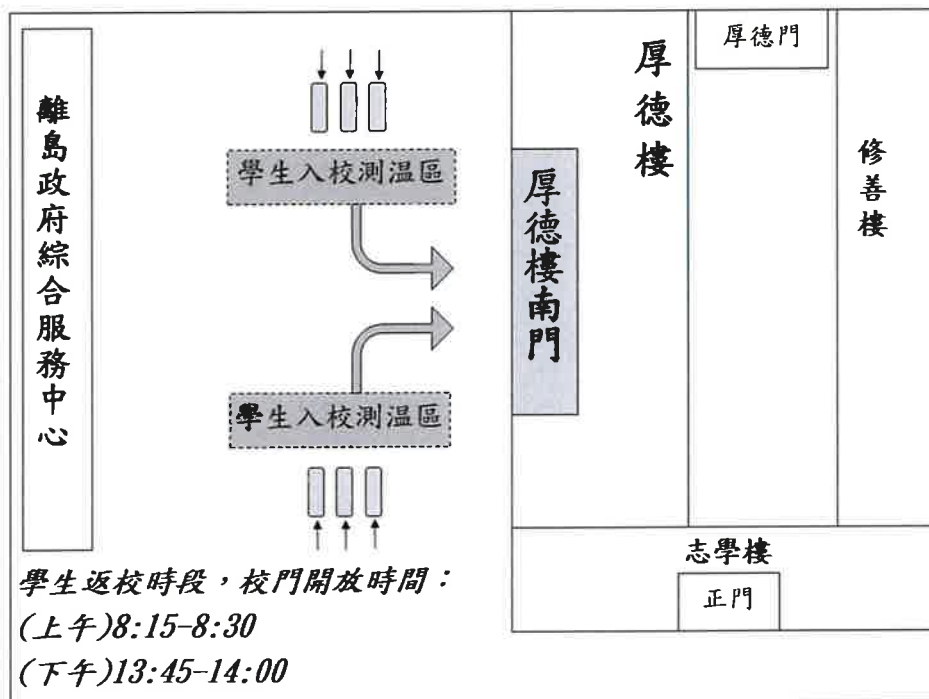 離島政府綜合服務中心
學生入校測温區
學生入校測温區
厚德樓南門
厚德樓
厚德門
修善樓
志學樓
正門
學生返校時段，校門開放時間：
(上午)8:15-8:30
(下午)13:45-14:00